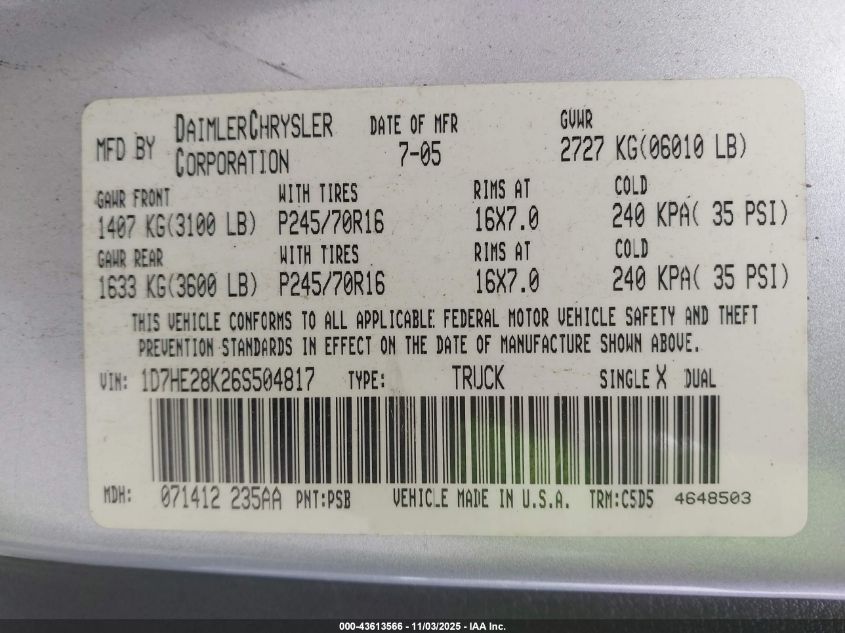 MFD BY DAIMLERCHRYSLER CORPORATION DATE OF MFR 7-05 GVWR 2727 KG(06010 LB)
GAWR FRONT WITH TIRES RIMS AT COLD
1407 KG(3100 LB) P245/70R16 16X7.0 240 KPA( 35 PSI)
GAWR REAR WITH TIRES RIMS AT COLD
1633 KG(3600 LB) P245/70R16 16X7.0 240 KPA( 35 PSI)
THIS VEHICLE CONFORMS TO ALL APPLICABLE FEDERAL MOTOR VEHICLE SAFETY AND THEFT
PREVENTION STANDARDS IN EFFECT ON THE DATE OF MANUFACTURE SHOWN ABOVE.
VIN: 1D7HE28K26S504817 TYPE: TRUCK SINGLE X DUAL
MDH: 071412 235AA PNT:PSB VEHICLE MADE IN U.S.A. TRM:C5D5 4648503
000-43613566 - 11/03/2025 - IAA Inc.